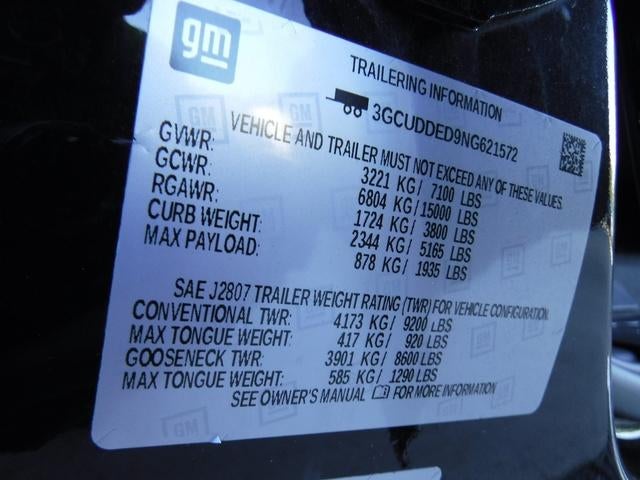 gm
TRAILERING INFORMATION
3GCUDDED9NG621572
VEHICLE AND TRAILER MUST NOT EXCEED ANY OF THESE VALUES.
GVWR: 3221 KG/ 7100 LBS
GCWR: 6804 KG/15000 LBS
RGAWR: 1724 KG/ 3800 LBS
CURB WEIGHT: 2344 KG/ 5165 LBS
MAX PAYLOAD: 878 KG/ 1935 LBS
SAE J2807 TRAILER WEIGHT RATING (TWR) FOR VEHICLE CONFIGURATION.
CONVENTIONAL TWR: 4173 KG/ 9200 LBS
MAX TONGUE WEIGHT: 417 KG/ 920 LBS
GOOSENECK TWR: 3901 KG/ 8600 LBS
MAX TONGUE WEIGHT: 585 KG/ 1290 LBS
SEE OWNER'S MANUAL FOR MORE INFORMATION